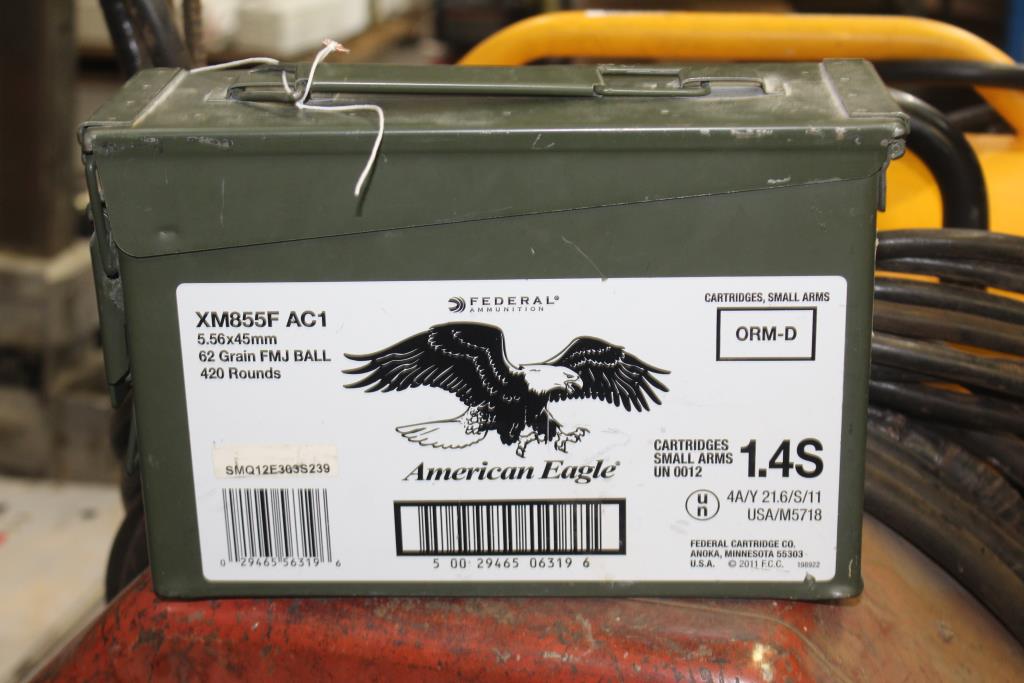 XM855F AC1
5.56x45mm
62 Grain FMJ BALL
420 Rounds
FEDERAL®
AMMUNITION
CARTRIDGES, SMALL ARMS
ORM-D
American Eagle®
SMQ12E303S239
0 29465 56319 6
5 00 29465 06319 6
CARTRIDGES
SMALL ARMS
UN 0012
1.4S
u
n
4A/Y 21.6/S/11
USA/M5718
FEDERAL CARTRIDGE CO.
ANOKA, MINNESOTA 55303
U.S.A. © 2011 F.C.C. 198922